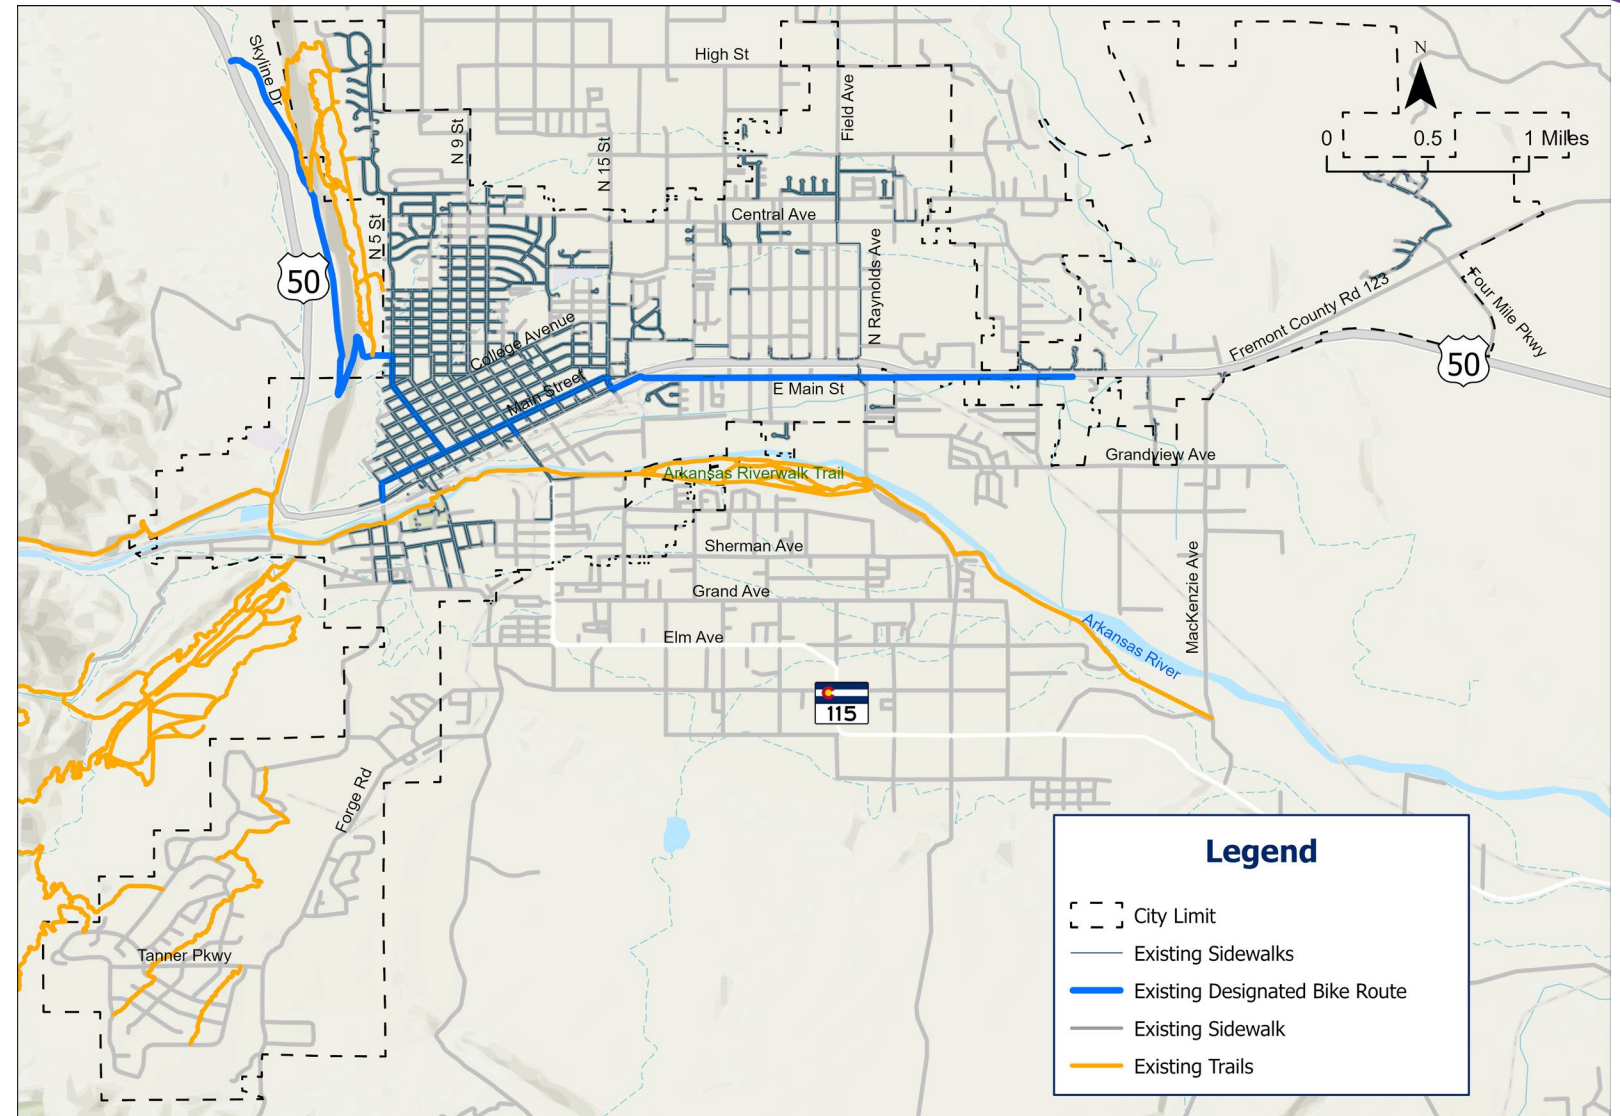 Skyline Dr
High St
N
Field Ave
0 0.5 1 Miles
N 9 St
N 15 St
Central Ave
N 5 St
N Raynolds Ave
50
Fremont County Rd 123
Four Mile Pkwy
College Avenue
50
Main Street
E Main St
Grandview Ave
Arkansas Riverwalk Trail
Sherman Ave
MacKenzie Ave
Grand Ave
Elm Ave
Arkansas River
115
Forge Rd
Tanner Pkwy
Legend
City Limit
Existing Sidewalks
Existing Designated Bike Route
Existing Sidewalk
Existing Trails